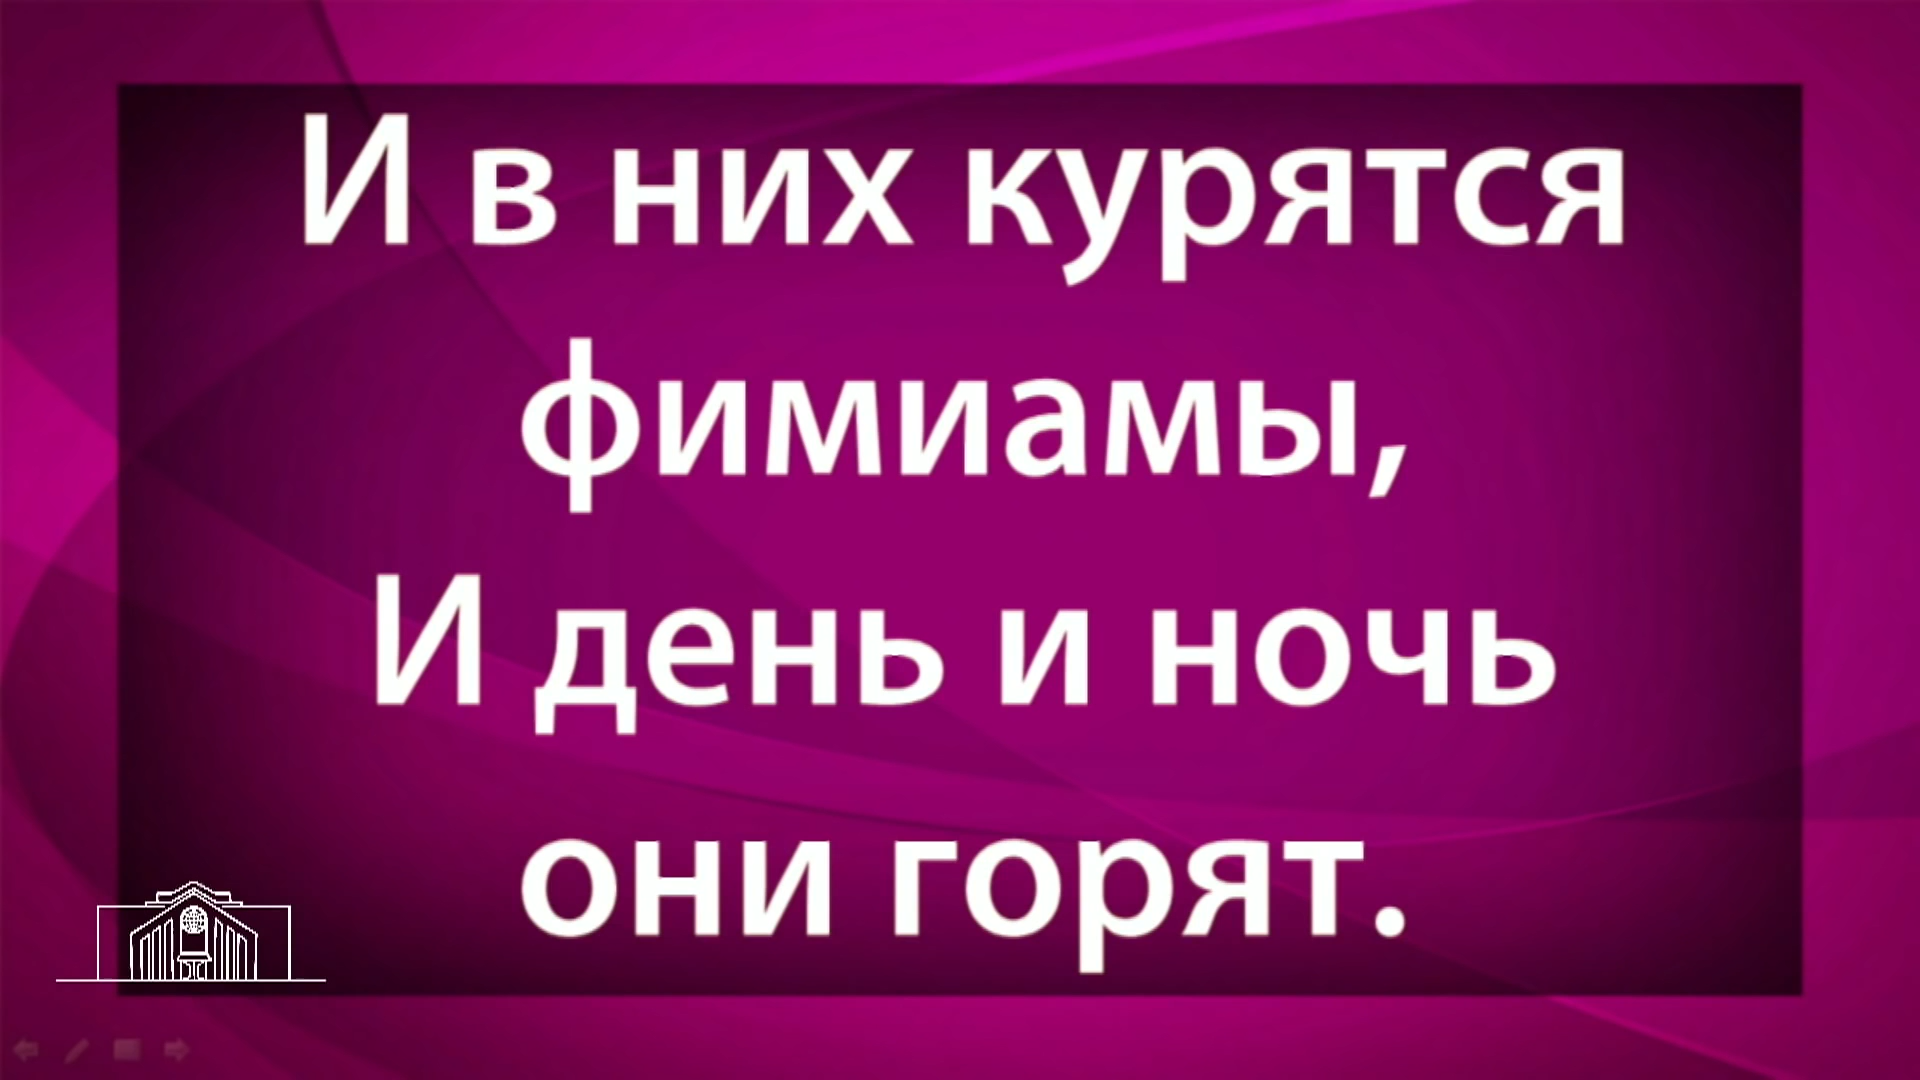 И в них курятся
фимиамы,
И день и ночь
они горят.